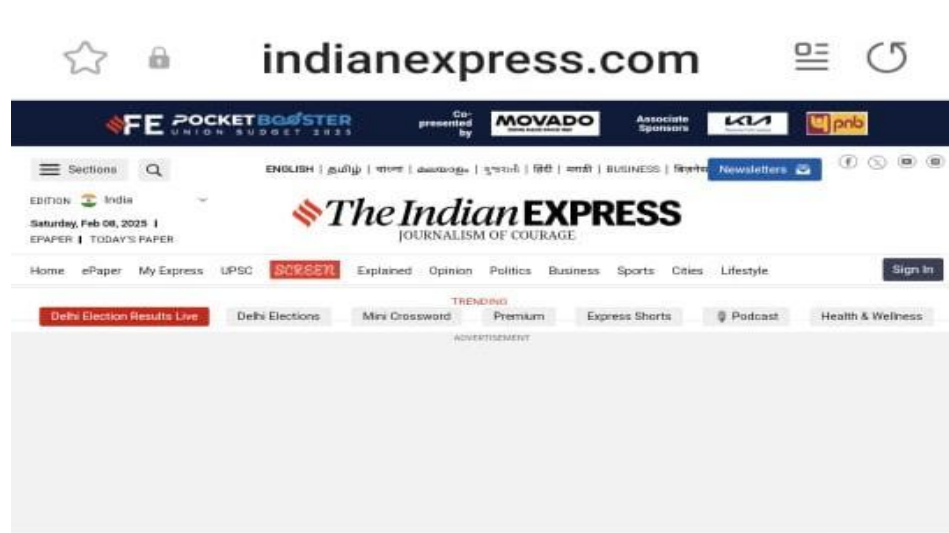 indianexpress.com
FE POCKETBOOSTER
UNION BUDGET 2025
Co-presented by
MOVADO
Associate Sponsors
KIA
pnb
Sections
ENGLISH | தமிழ் | বাংলা | മലയാളം | ગુજરાતી | हिंदी | मराठी | BUSINESS | बिज़नेस
Newsletters
EDITION India
Saturday, Feb 08, 2025 |
EPAPER | TODAY'S PAPER
The Indian EXPRESS
JOURNALISM OF COURAGE
Home ePaper My Express UPSC SCREEN Explained Opinion Politics Business Sports Cities Lifestyle Sign In
TRENDING
Delhi Election Results Live Delhi Elections Mini Crossword Premium Express Shorts Podcast Health & Wellness
ADVERTISEMENT